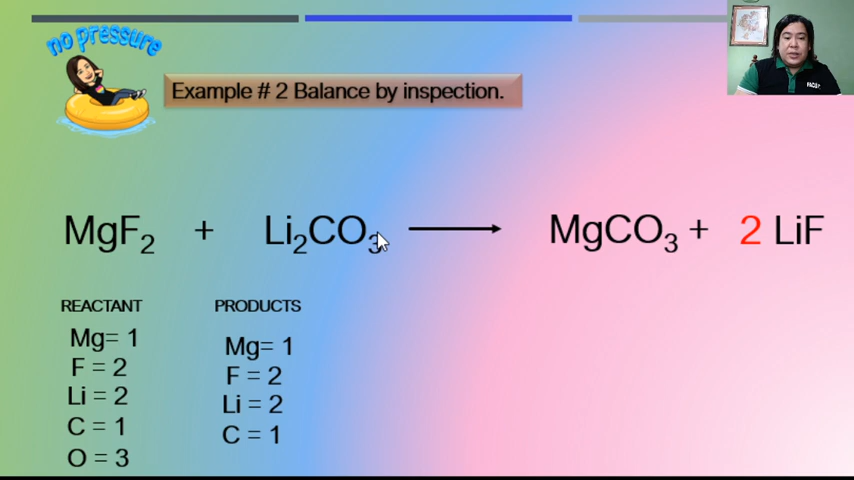 no pressure
Example # 2 Balance by inspection.
MgF₂ + Li₂CO₃ ⟶ MgCO₃ + 2 LiF
REACTANT
Mg= 1
F = 2
Li = 2
C = 1
O = 3
PRODUCTS
Mg= 1
F = 2
Li = 2
C = 1